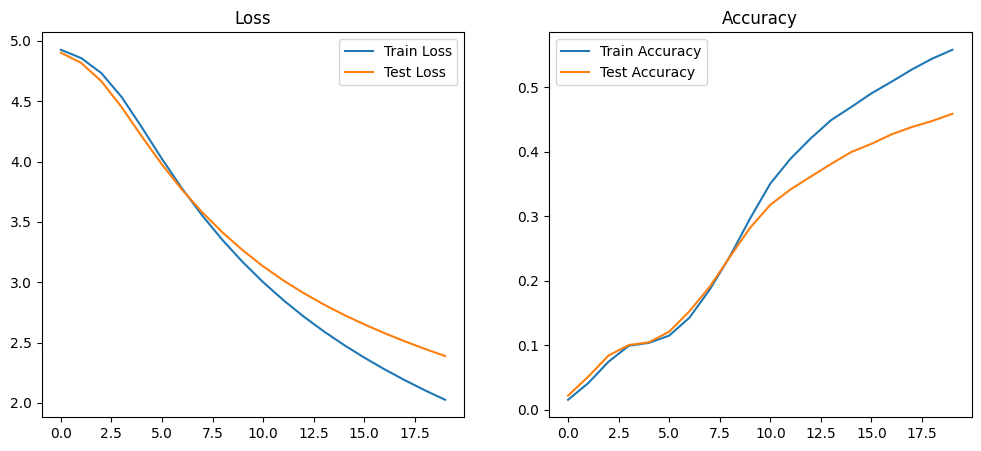 Loss
5.0
4.5
4.0
3.5
3.0
2.5
2.0
0.0 2.5 5.0 7.5 10.0 12.5 15.0 17.5
Train Loss
Test Loss
Accuracy
0.5
0.4
0.3
0.2
0.1
0.0
0.0 2.5 5.0 7.5 10.0 12.5 15.0 17.5
Train Accuracy
Test Accuracy